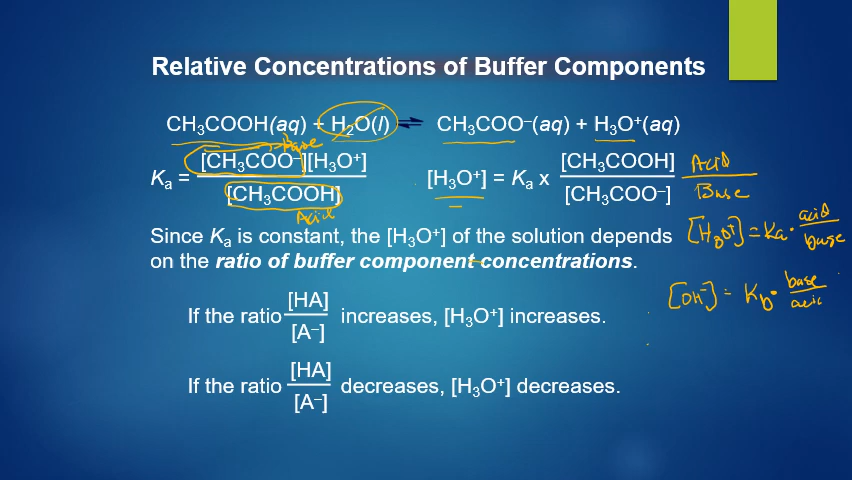 Relative Concentrations of Buffer Components
CH₃COOH(aq) + H₂O(l) ⇌ CH₃COO⁻(aq) + H₃O⁺(aq)
Base
Kₐ = [CH₃COO⁻][H₃O⁺] / [CH₃COOH]
Acid
[H₃O⁺] = Kₐ x [CH₃COOH] / [CH₃COO⁻]
ACID / Base
Since Kₐ is constant, the [H₃O⁺] of the solution depends
on the ratio of buffer component concentrations.
[H₃O⁺] = Ka · acid / base
[OH⁻] = Kb · base / acid
If the ratio [HA] / [A⁻] increases, [H₃O⁺] increases.
If the ratio [HA] / [A⁻] decreases, [H₃O⁺] decreases.